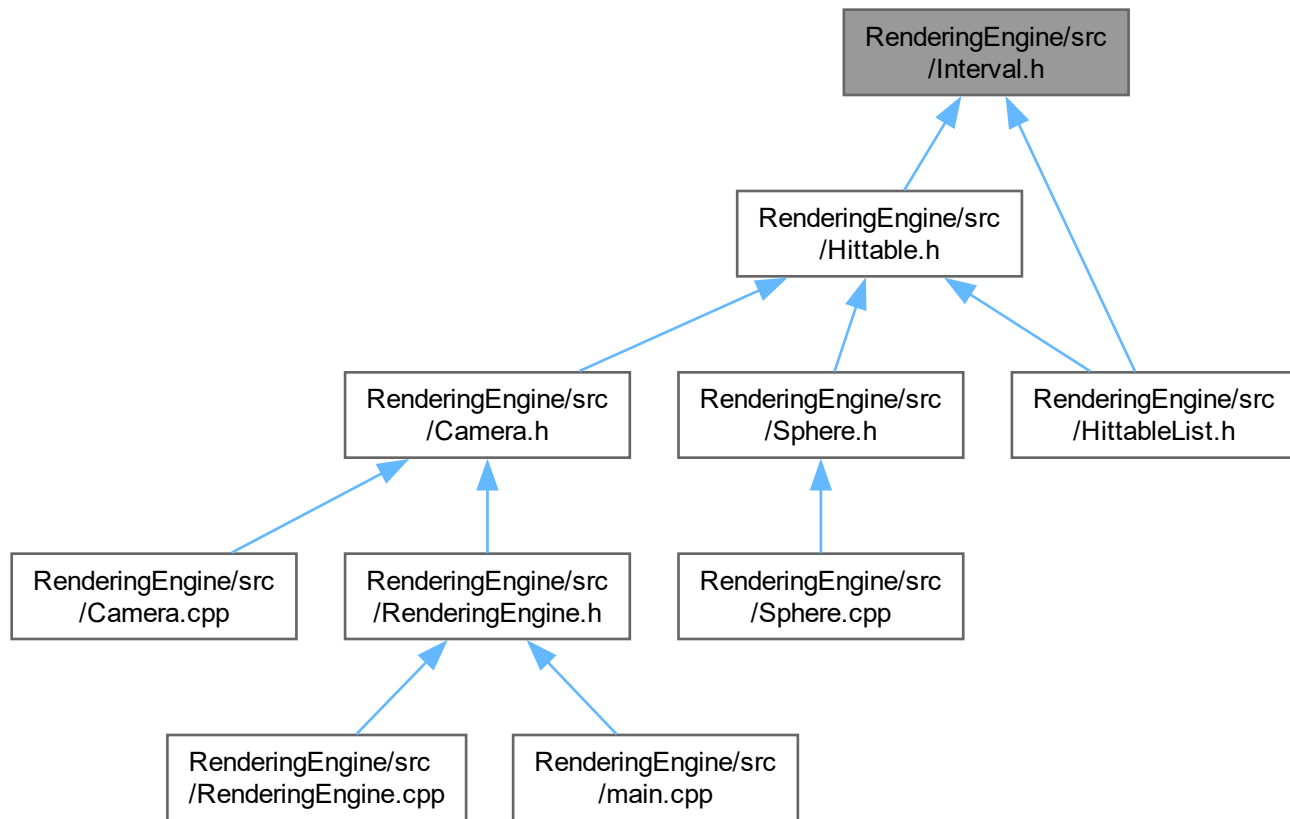 RenderingEngine/src
/Interval.h
RenderingEngine/src
/Hittable.h
RenderingEngine/src
/Camera.h
RenderingEngine/src
/Sphere.h
RenderingEngine/src
/HittableList.h
RenderingEngine/src
/Camera.cpp
RenderingEngine/src
/RenderingEngine.h
RenderingEngine/src
/Sphere.cpp
RenderingEngine/src
/RenderingEngine.cpp
RenderingEngine/src
/main.cpp